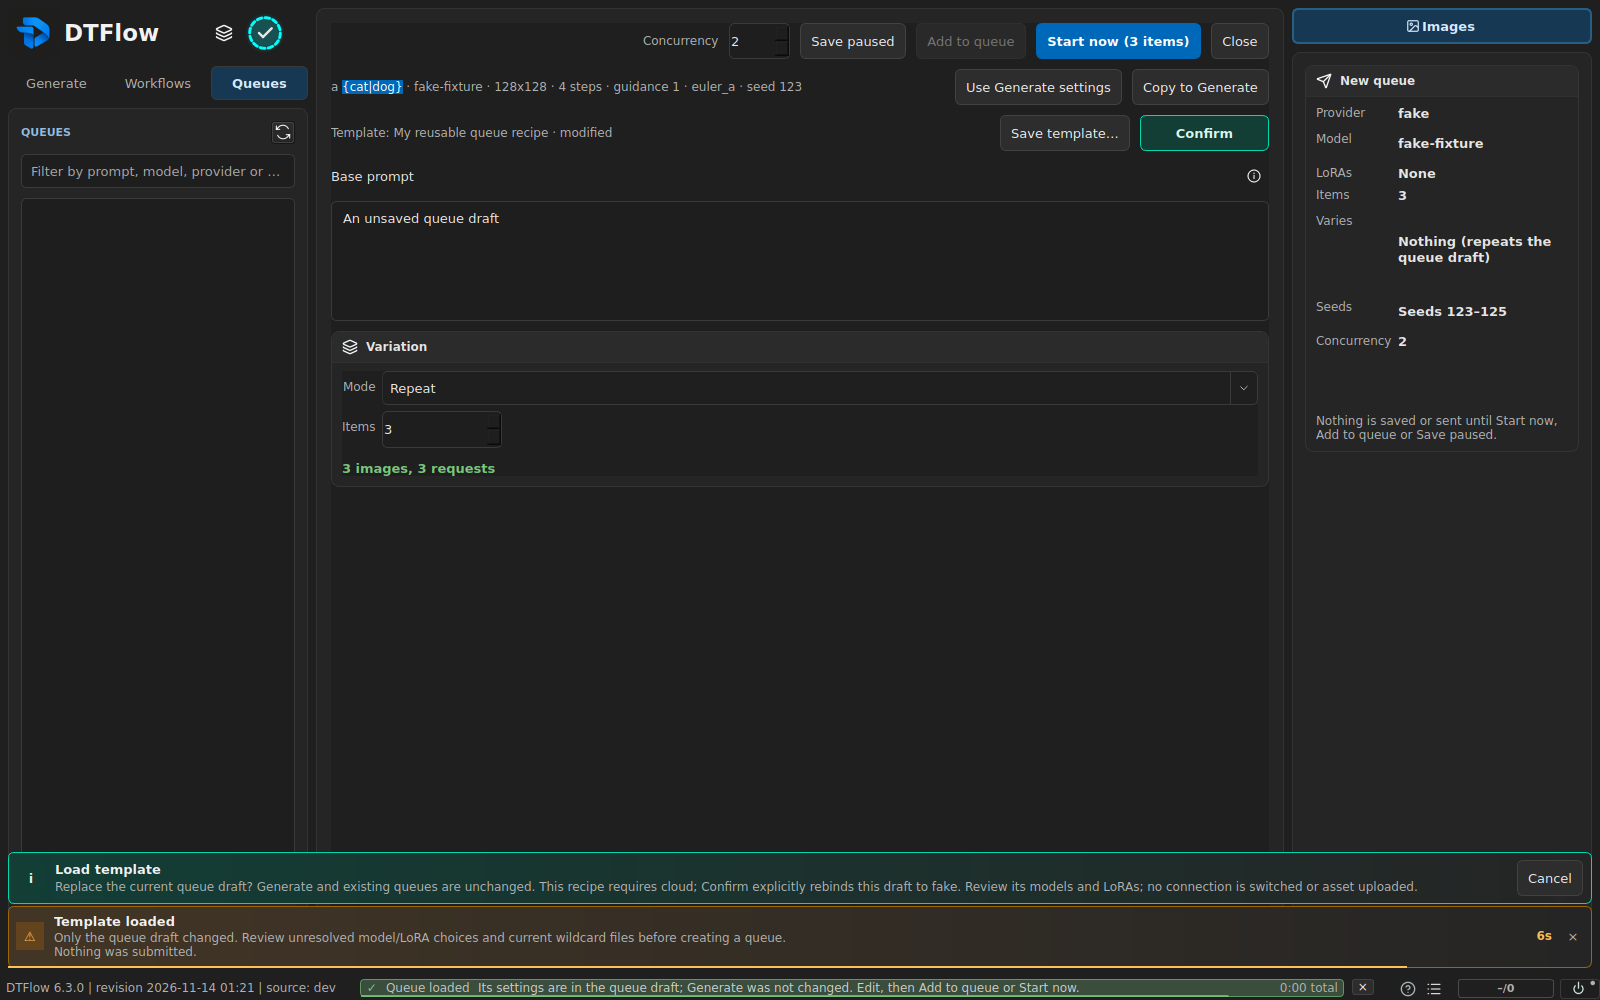 DTFlow
Generate
Workflows
Queues
QUEUES
Filter by prompt, model, provider or ...
Concurrency
2
Save paused
Add to queue
Start now (3 items)
Close
a {cat|dog} · fake-fixture · 128x128 · 4 steps · guidance 1 · euler_a · seed 123
Use Generate settings
Copy to Generate
Template: My reusable queue recipe · modified
Save template...
Confirm
Base prompt
An unsaved queue draft
Variation
Mode
Repeat
Items
3
3 images, 3 requests
Images
New queue
Provider fake
Model fake-fixture
LoRAs None
Items 3
Varies
Nothing (repeats the
queue draft)
Seeds Seeds 123–125
Concurrency 2
Nothing is saved or sent until Start now,
Add to queue or Save paused.
i
Load template
Replace the current queue draft? Generate and existing queues are unchanged. This recipe requires cloud; Confirm explicitly rebinds this draft to fake. Review its models and LoRAs; no connection is switched or asset uploaded.
Cancel
Template loaded
Only the queue draft changed. Review unresolved model/LoRA choices and current wildcard files before creating a queue.
Nothing was submitted.
6s
×
DTFlow 6.3.0 | revision 2026-11-14 01:21 | source: dev
✓ Queue loaded Its settings are in the queue draft; Generate was not changed. Edit, then Add to queue or Start now.
0:00 total
×
–/0